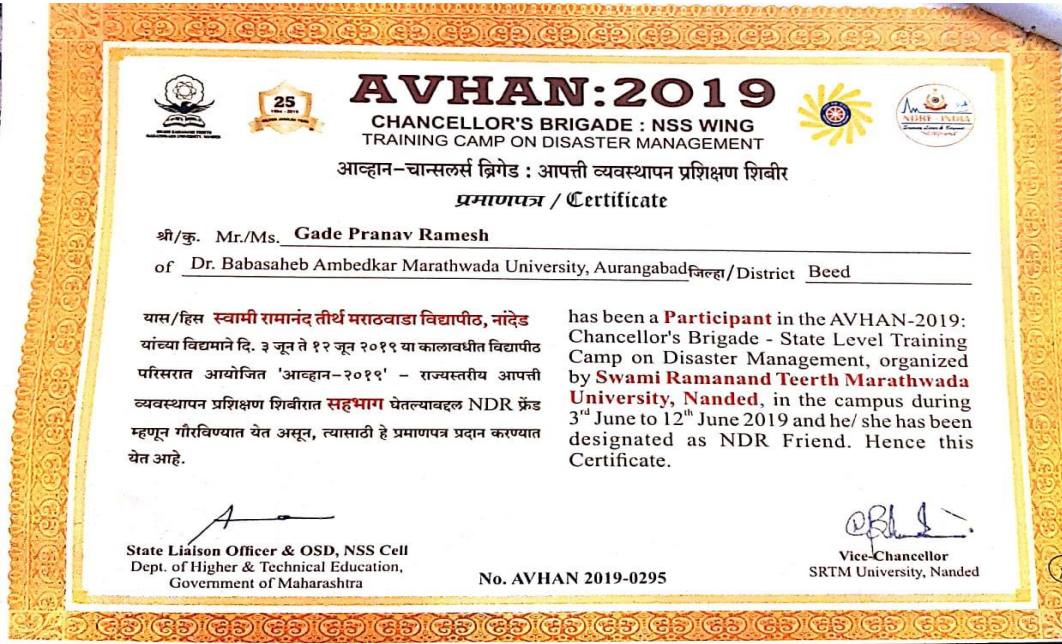 AVHAN:2019
25
CHANCELLOR'S BRIGADE : NSS WING
TRAINING CAMP ON DISASTER MANAGEMENT
NDRF - INDIA
आव्हान-चान्सलर्स ब्रिगेड : आपत्ती व्यवस्थापन प्रशिक्षण शिबीर
प्रमाणपत्र / Certificate
श्री/कु. Mr./Ms. Gade Pranav Ramesh
of Dr. Babasaheb Ambedkar Marathwada University, Aurangabad जिल्हा/District Beed
यास/हिस स्वामी रामानंद तीर्थ मराठवाडा विद्यापीठ, नांदेड
यांच्या विद्यमाने दि. ३ जून ते १२ जून २०१९ या कालावधीत विद्यापीठ
परिसरात आयोजित 'आव्हान-२०१९' - राज्यस्तरीय आपत्ती
व्यवस्थापन प्रशिक्षण शिबीरात सहभाग घेतल्याबद्दल NDR फ्रेंड
म्हणून गौरविण्यात येत असून, त्यासाठी हे प्रमाणपत्र प्रदान करण्यात
येत आहे.
has been a Participant in the AVHAN-2019:
Chancellor's Brigade - State Level Training
Camp on Disaster Management, organized
by Swami Ramanand Teerth Marathwada
University, Nanded, in the campus during
3rd June to 12th June 2019 and he/ she has been
designated as NDR Friend. Hence this
Certificate.
State Liaison Officer & OSD, NSS Cell
Dept. of Higher & Technical Education,
Government of Maharashtra
No. AVHAN 2019-0295
Vice-Chancellor
SRTM University, Nanded